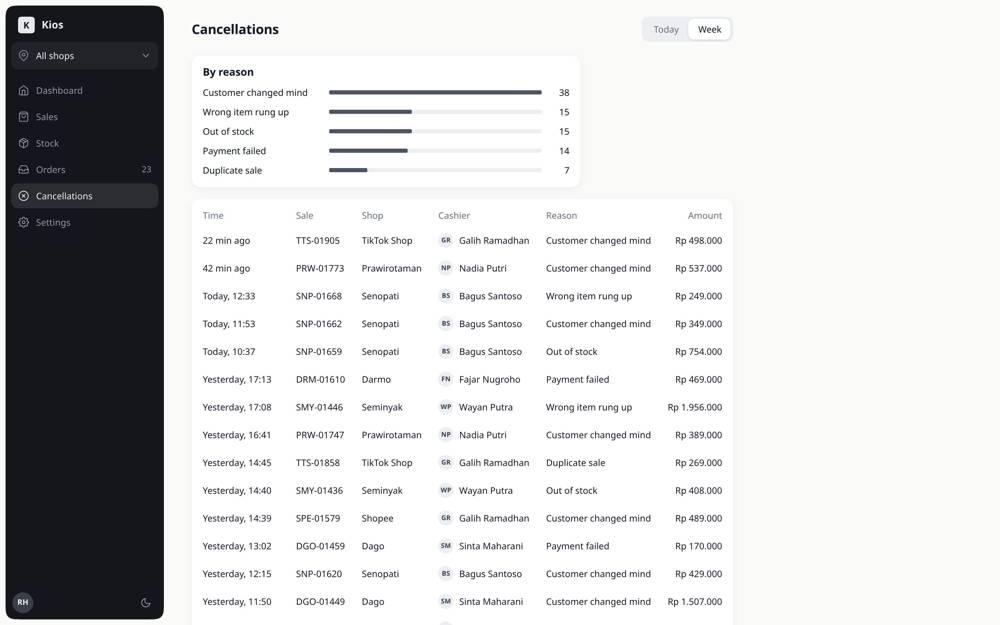 K Kios
All shops
Dashboard
Sales
Stock
Orders 23
Cancellations
Settings
RH
Cancellations
Today Week
By reason
Customer changed mind 38
Wrong item rung up 15
Out of stock 15
Payment failed 14
Duplicate sale 7
Time Sale Shop Cashier Reason Amount
22 min ago TTS-01905 TikTok Shop GR Galih Ramadhan Customer changed mind Rp 498.000
42 min ago PRW-01773 Prawirotaman NP Nadia Putri Customer changed mind Rp 537.000
Today, 12:33 SNP-01668 Senopati BS Bagus Santoso Wrong item rung up Rp 249.000
Today, 11:53 SNP-01662 Senopati BS Bagus Santoso Customer changed mind Rp 349.000
Today, 10:37 SNP-01659 Senopati BS Bagus Santoso Out of stock Rp 754.000
Yesterday, 17:13 DRM-01610 Darmo FN Fajar Nugroho Payment failed Rp 469.000
Yesterday, 17:08 SMY-01446 Seminyak WP Wayan Putra Wrong item rung up Rp 1.956.000
Yesterday, 16:41 PRW-01747 Prawirotaman NP Nadia Putri Customer changed mind Rp 389.000
Yesterday, 14:45 TTS-01858 TikTok Shop GR Galih Ramadhan Duplicate sale Rp 269.000
Yesterday, 14:40 SMY-01436 Seminyak WP Wayan Putra Out of stock Rp 408.000
Yesterday, 14:39 SPE-01579 Shopee GR Galih Ramadhan Customer changed mind Rp 489.000
Yesterday, 13:02 DGO-01459 Dago SM Sinta Maharani Payment failed Rp 170.000
Yesterday, 12:15 SNP-01620 Senopati BS Bagus Santoso Customer changed mind Rp 429.000
Yesterday, 11:50 DGO-01449 Dago SM Sinta Maharani Customer changed mind Rp 1.507.000